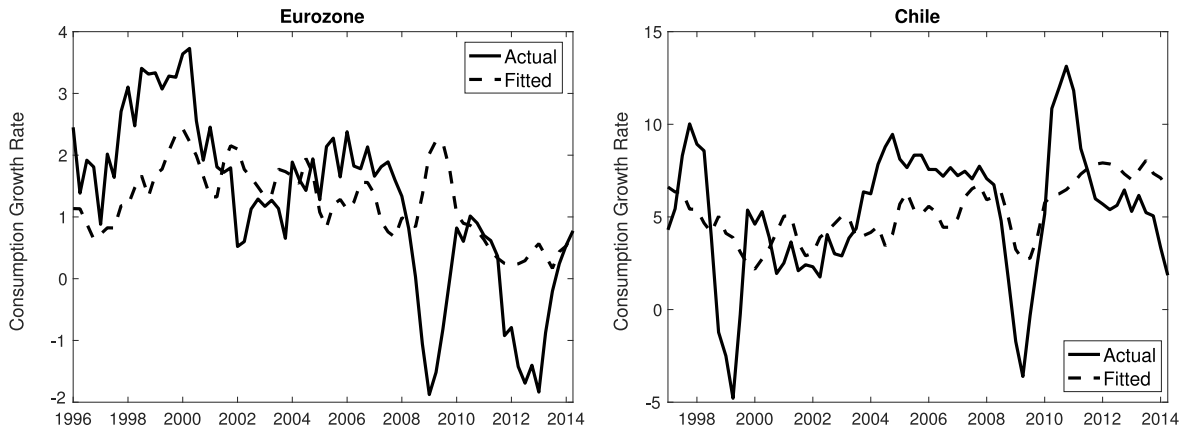 Eurozone
Consumption Growth Rate
4
3
2
1
0
-1
-2
1996 1998 2000 2002 2004 2006 2008 2010 2012 2014
Actual
Fitted
Chile
Consumption Growth Rate
15
10
5
0
-5
1998 2000 2002 2004 2006 2008 2010 2012 2014
Actual
Fitted